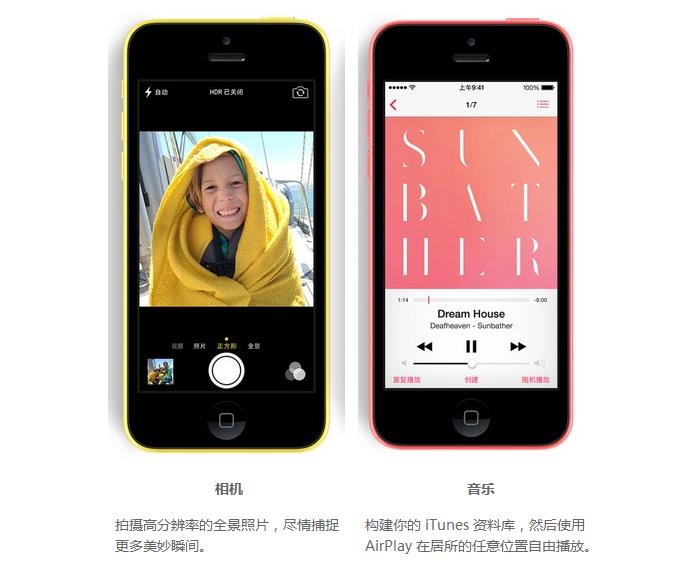 自动
HDR 已关闭
视频 照片 正方形 全景
上午9:41
100%
1/7
SUN
BAT
HER
1:14
-8:00
Dream House
Deafheaven - Sunbather
重复播放 创建 随机播放
相机
拍摄高分辨率的全景照片，尽情捕捉
更多美妙瞬间。
音乐
构建你的 iTunes 资料库，然后使用
AirPlay 在居所的任意位置自由播放。